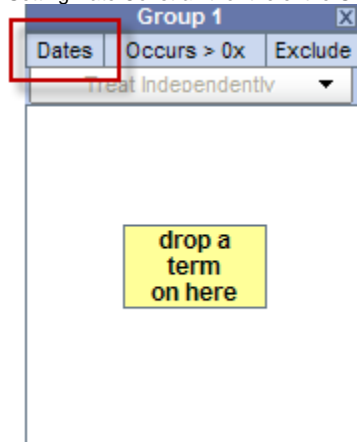 Group 1
Dates Occurs > 0x Exclude
Treat Independently
drop a
term
on here